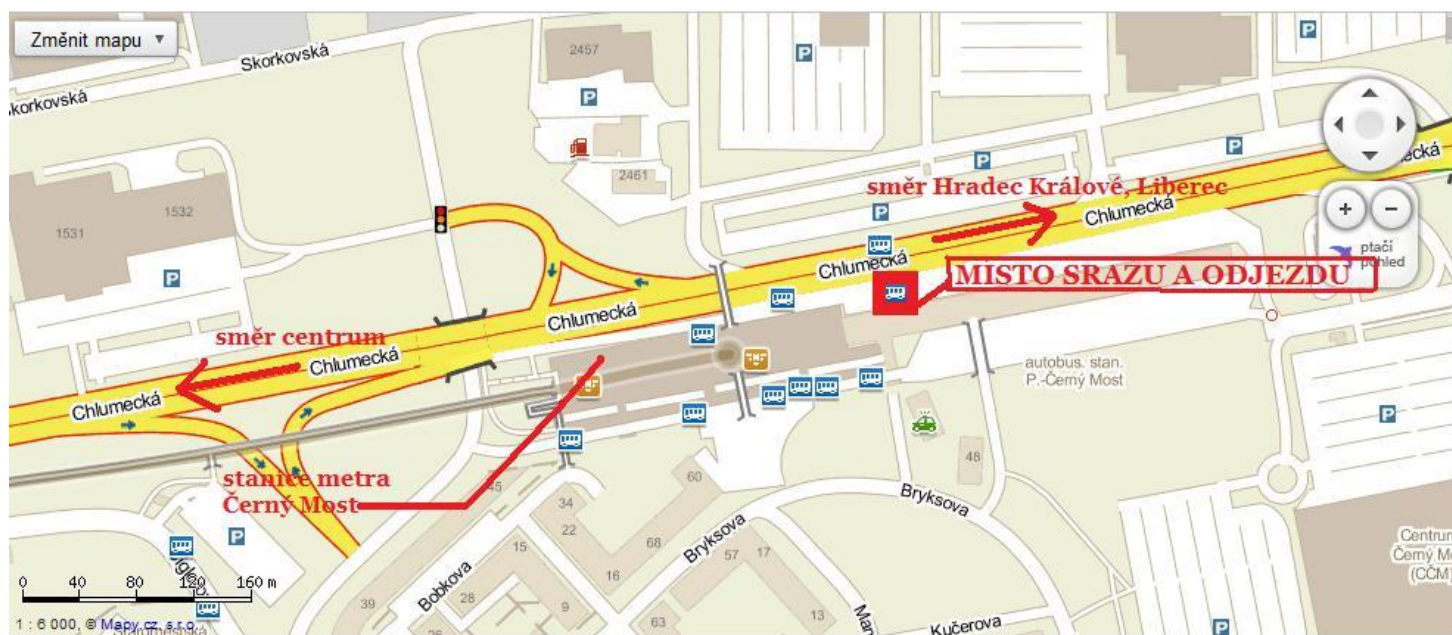 Změnit mapu
Skorkovská
Skorkovská
2457
P
P
P
P
P
2461
1532
1531
P
P
směr Hradec Králové, Liberec
Chlumecká
Chlumecká
MISTO SRAZU A ODJEZDU
ptačí
pohled
+ −
Chlumecká
směr centrum
Chlumecká
Chlumecká
autobus. stan.
P.-Černý Most
P
stanice metra
Černý Most
45
34
22
15
60
68
16
48
Bryksova
Bryksova
57
17
Bobkova
28
39
9
63
13
Kučerova
P
P
Centrum
(CČM)
0 40 80 120 160 m
1 : 6 000, © Mapy.cz, s.r.o.